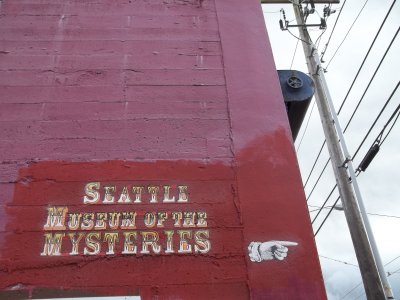 Seattle
Museum of the
Mysteries